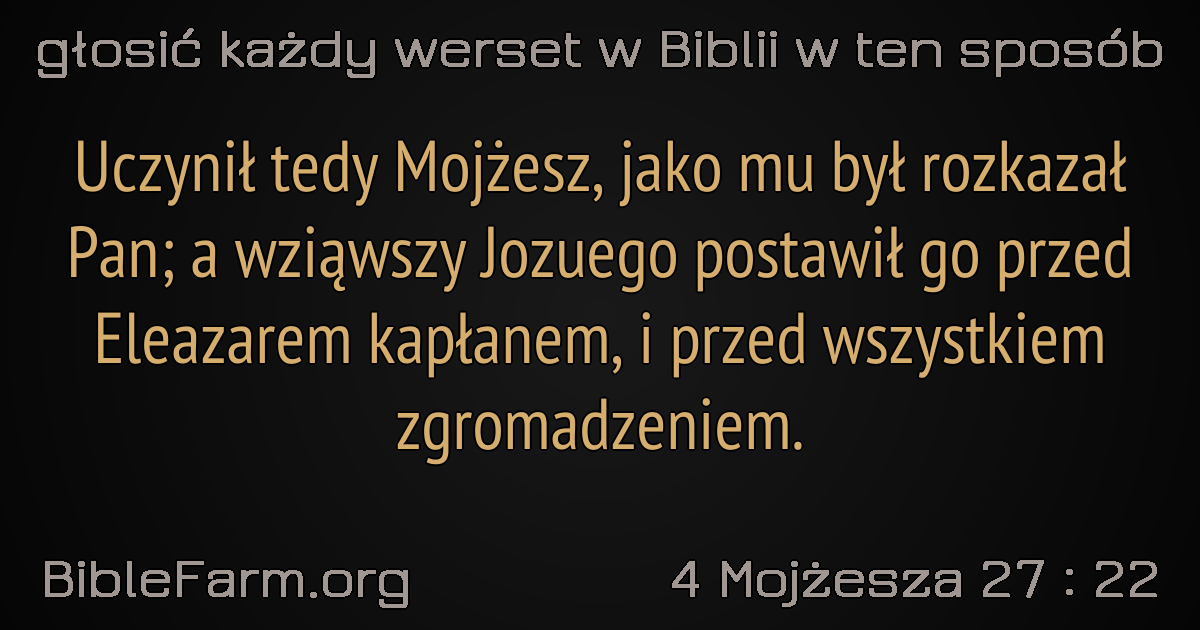 głosić każdy werset w Biblii w ten sposób
Uczynił tedy Mojżesz, jako mu był rozkazał
Pan; a wziąwszy Jozuego postawił go przed
Eleazarem kapłanem, i przed wszystkiem
zgromadzeniem.
BibleFarm.org
4 Mojżesza 27 : 22